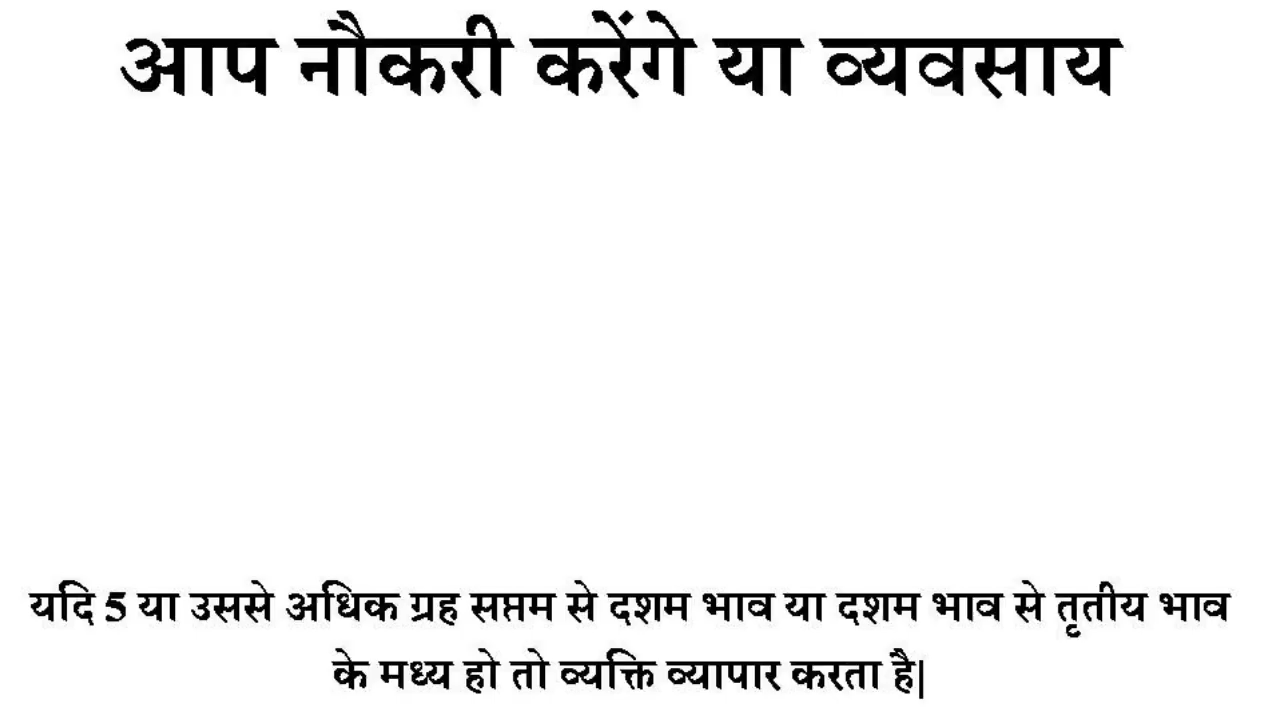 आप नौकरी करेंगे या व्यवसाय
यदि 5 या उससे अधिक ग्रह सप्तम से दशम भाव या दशम भाव से तृतीय भाव
के मध्य हो तो व्यक्ति व्यापार करता है|